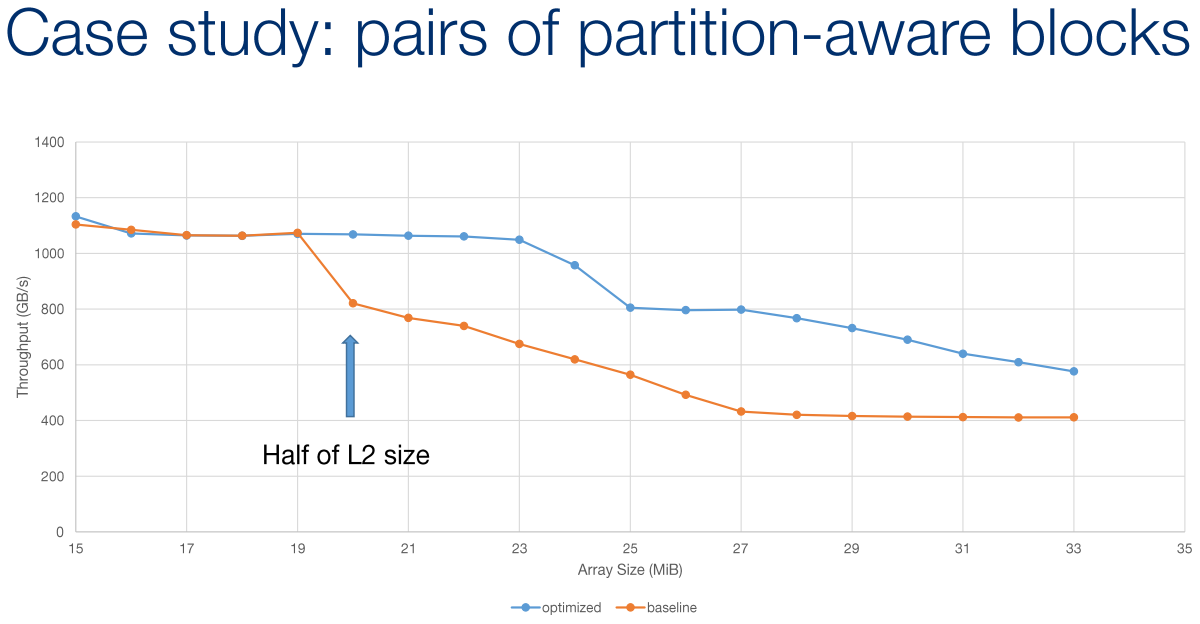 Case study: pairs of partition-aware blocks
1400
1200
1000
800
600
400
200
0
Throughput (GB/s)
Half of L2 size
15 17 19 21 23 25 27 29 31 33 35
Array Size (MiB)
optimized baseline